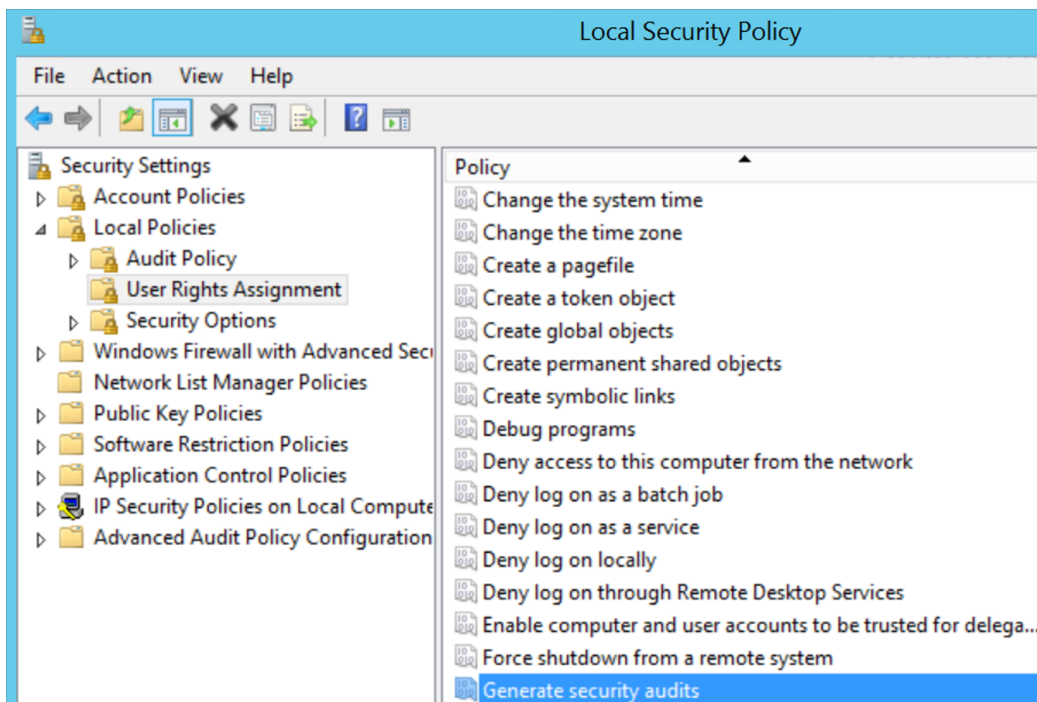 Local Security Policy
File Action View Help
Security Settings
Account Policies
Local Policies
Audit Policy
User Rights Assignment
Security Options
Windows Firewall with Advanced Secu
Network List Manager Policies
Public Key Policies
Software Restriction Policies
Application Control Policies
IP Security Policies on Local Compute
Advanced Audit Policy Configuration
Policy
Change the system time
Change the time zone
Create a pagefile
Create a token object
Create global objects
Create permanent shared objects
Create symbolic links
Debug programs
Deny access to this computer from the network
Deny log on as a batch job
Deny log on as a service
Deny log on locally
Deny log on through Remote Desktop Services
Enable computer and user accounts to be trusted for delega...
Force shutdown from a remote system
Generate security audits